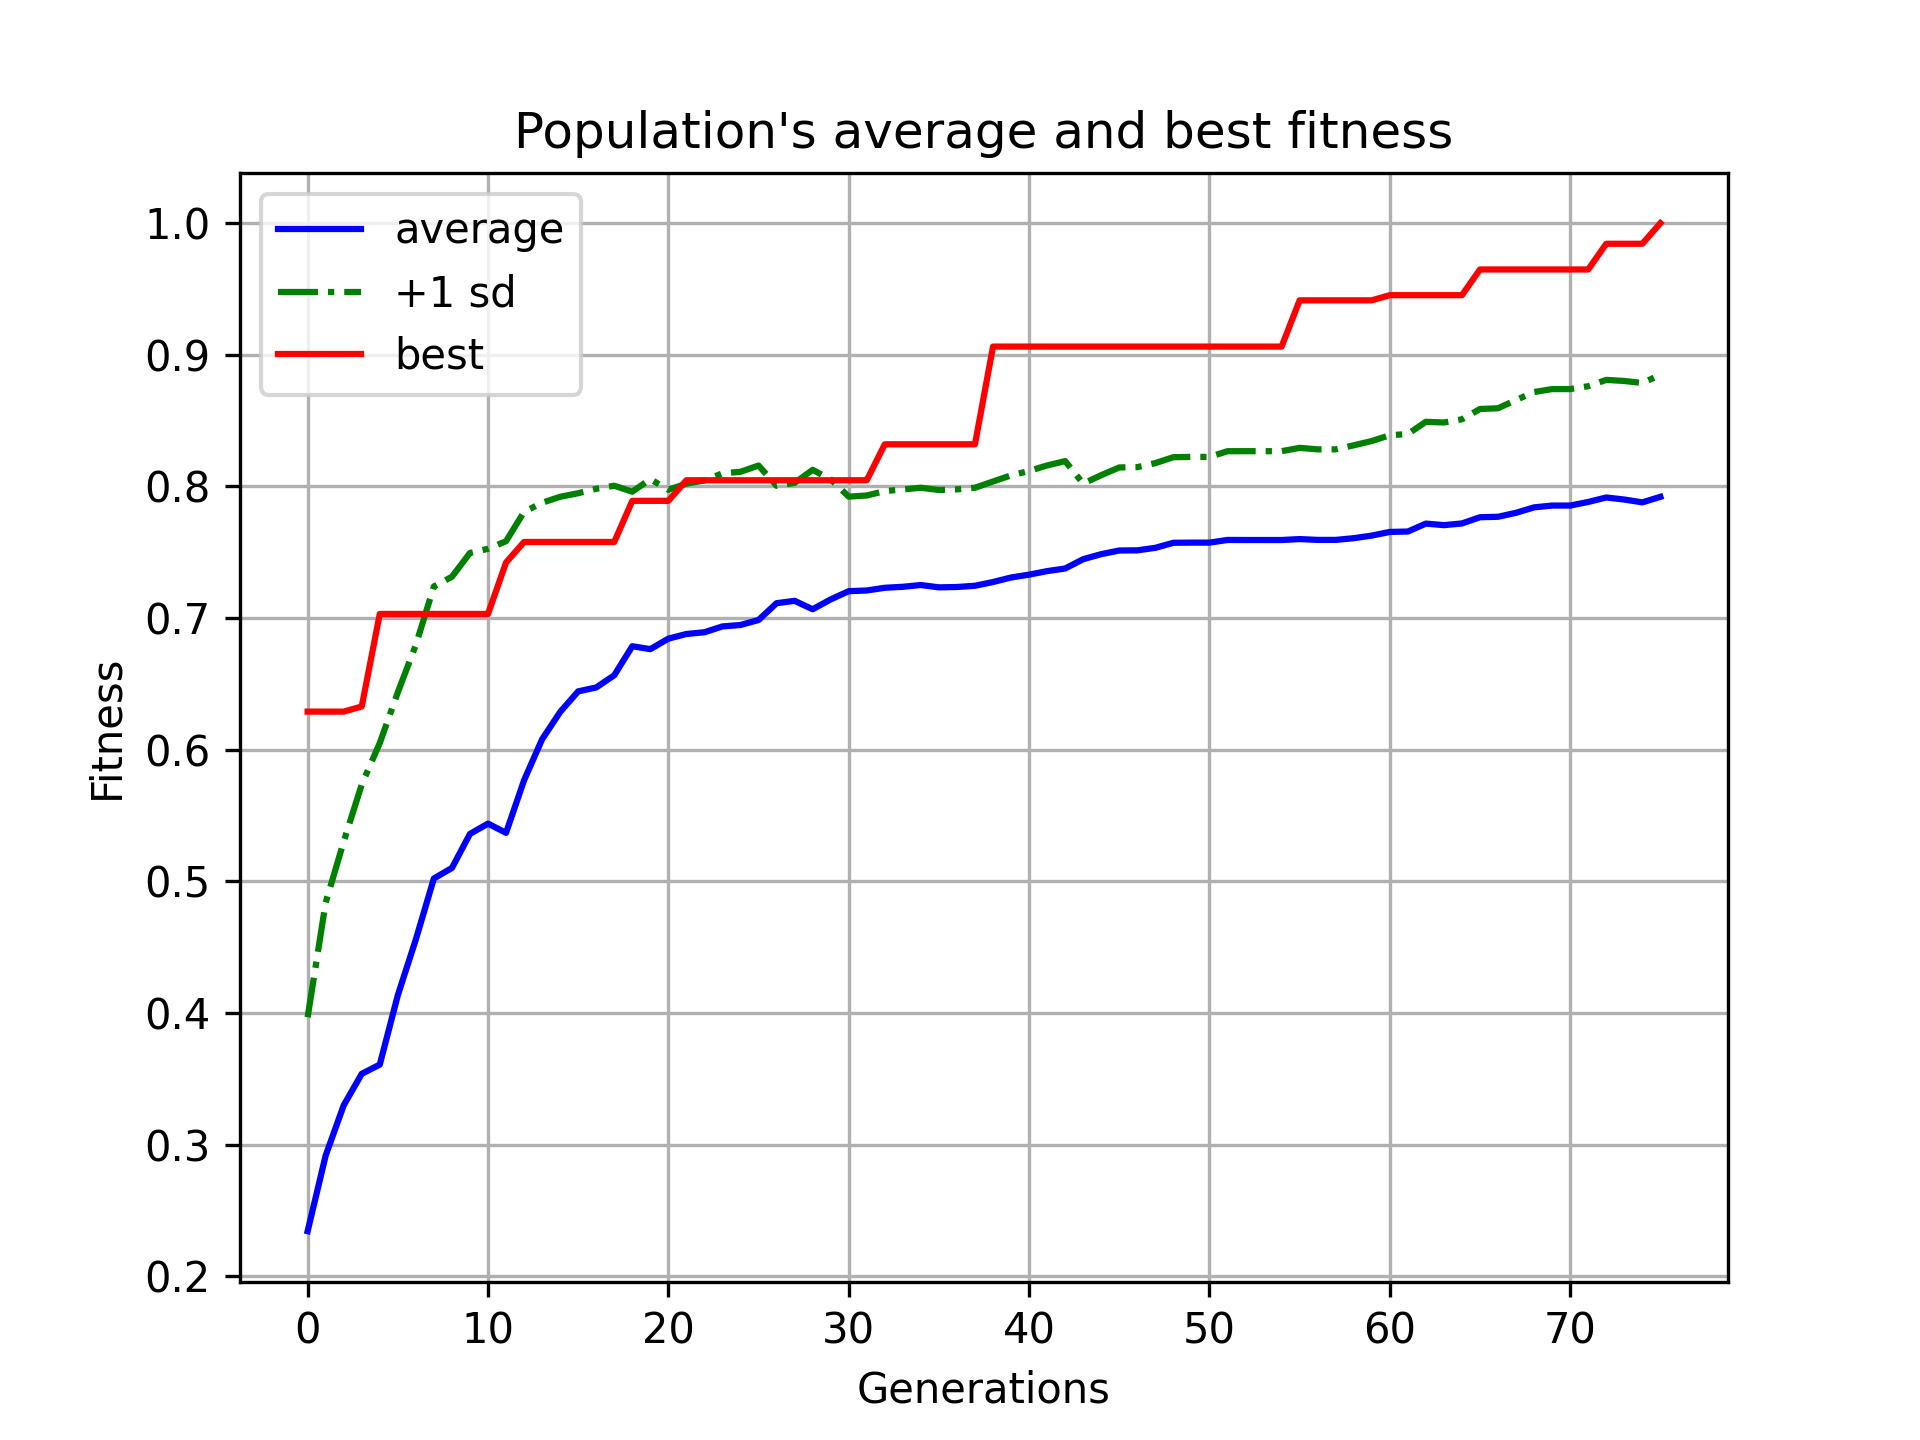 Population's average and best fitness
average
+1 sd
best
1.0
0.9
0.8
0.7
0.6
0.5
0.4
0.3
0.2
Fitness
0 10 20 30 40 50 60 70
Generations